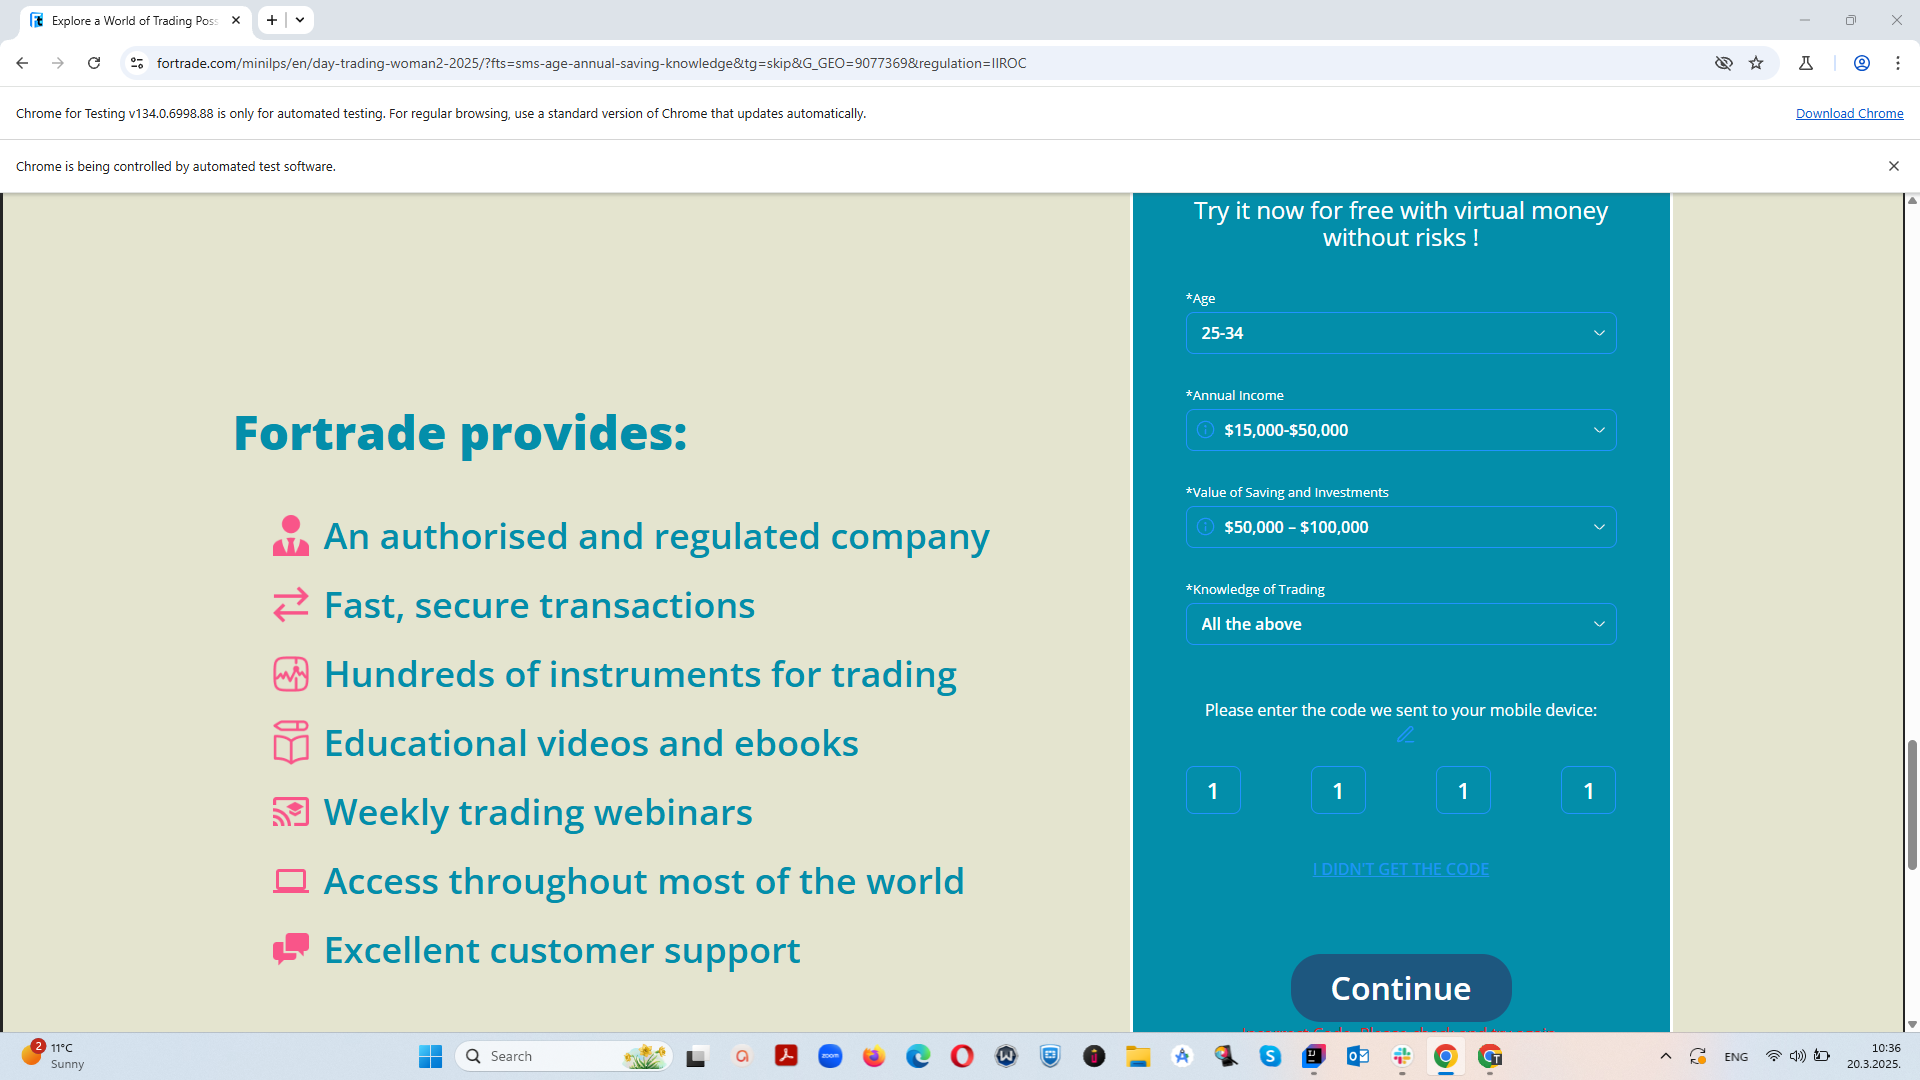 Explore a World of Trading Poss
fortrade.com/minilps/en/day-trading-woman2-2025/?fts=sms-age-annual-saving-knowledge&tg=skip&G_GEO=9077369&regulation=IIROC
Chrome for Testing v134.0.6998.88 is only for automated testing. For regular browsing, use a standard version of Chrome that updates automatically.
Download Chrome
Chrome is being controlled by automated test software.
Fortrade provides:
An authorised and regulated company
Fast, secure transactions
Hundreds of instruments for trading
Educational videos and ebooks
Weekly trading webinars
Access throughout most of the world
Excellent customer support
Try it now for free with virtual money
without risks !
*Age
25-34
*Annual Income
$15,000-$50,000
*Value of Saving and Investments
$50,000 – $100,000
*Knowledge of Trading
All the above
Please enter the code we sent to your mobile device:
1 1 1 1
I DIDN'T GET THE CODE
Continue
2
11°C
Sunny
Search
zoom
ENG
10:36
20.3.2025.